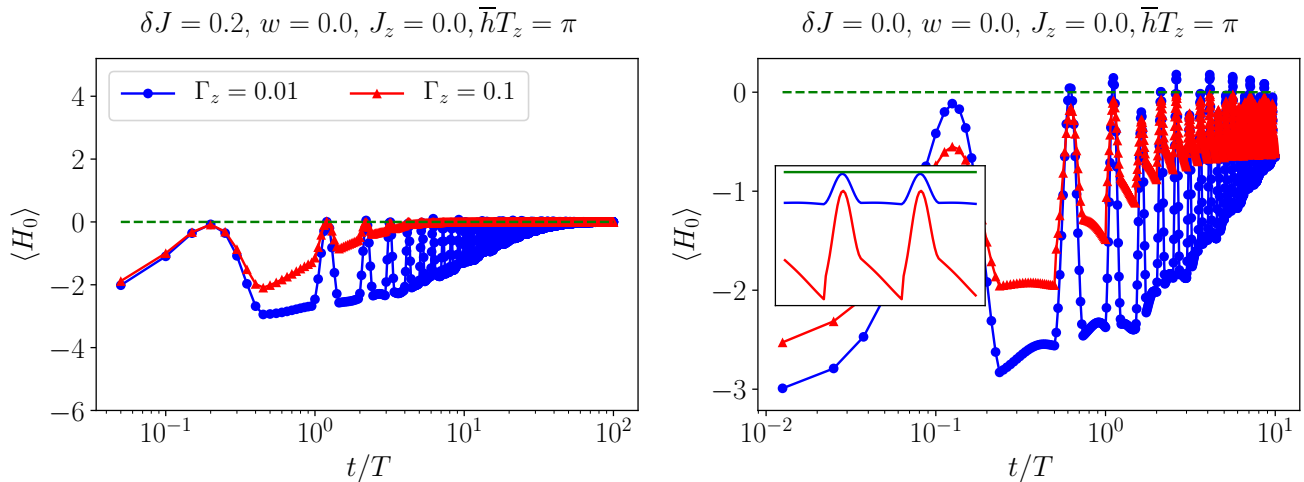 δJ = 0.2, w = 0.0, J_z = 0.0, h̅T_z = π
Γ_z = 0.01
Γ_z = 0.1
4
2
0
−2
−4
−6
⟨H_0⟩
10^{−1}
10^0
10^1
10^2
t/T
δJ = 0.0, w = 0.0, J_z = 0.0, h̅T_z = π
0
−1
−2
−3
⟨H_0⟩
10^{−2}
10^{−1}
10^0
10^1
t/T